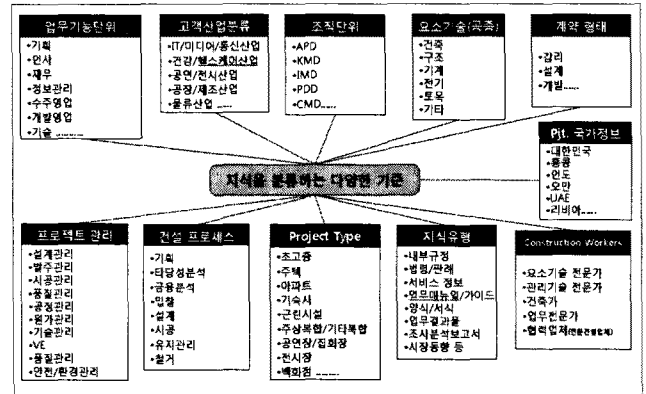 업무기능단위
•기획
•인사
•재무
•정보관리
•수주영업
•개발영업
•기술 ........
고객산업분류
•IT/미디어/통신산업
•건강/헬스케어산업
•공연/전시산업
•공장/제조산업
•물류산업 ......
조직단위
•APD
•KMD
•IMD
•PDD
•CMD........
요소기술(공종)
•건축
•구조
•기계
•전기
•토목
•기타
계약 형태
•감리
•설계
•개발......
Pjt. 국가정보
•대한민국
•홍콩
•인도
•오만
•UAE
•리비아......
지식을 분류하는 다양한 기준
프로젝트 관리
•설계관리
•발주관리
•시공관리
•품질관리
•공정관리
•원가관리
•기술관리
•VE
•품질관리
•안전/환경관리
건설 프로세스
•기획
•타당성분석
•금융분석
•입찰
•설계
•시공
•유지관리
•철거
Project Type
•초고층
•주택
•아파트
•기숙사
•근린시설
•주상복합/기타복합
•공연장/집회장
•전시장
•백화점 ........
지식유형
•내부규정
•법령/판례
•서비스 정보
•업무매뉴얼/가이드
•양식/서식
•업무결과물
•조사분석보고서
•시장동향 등
Construction Workers
•요소기술 전문가
•관리기술 전문가
•건축가
•업무전문가
•협력업체(전문건설업체)